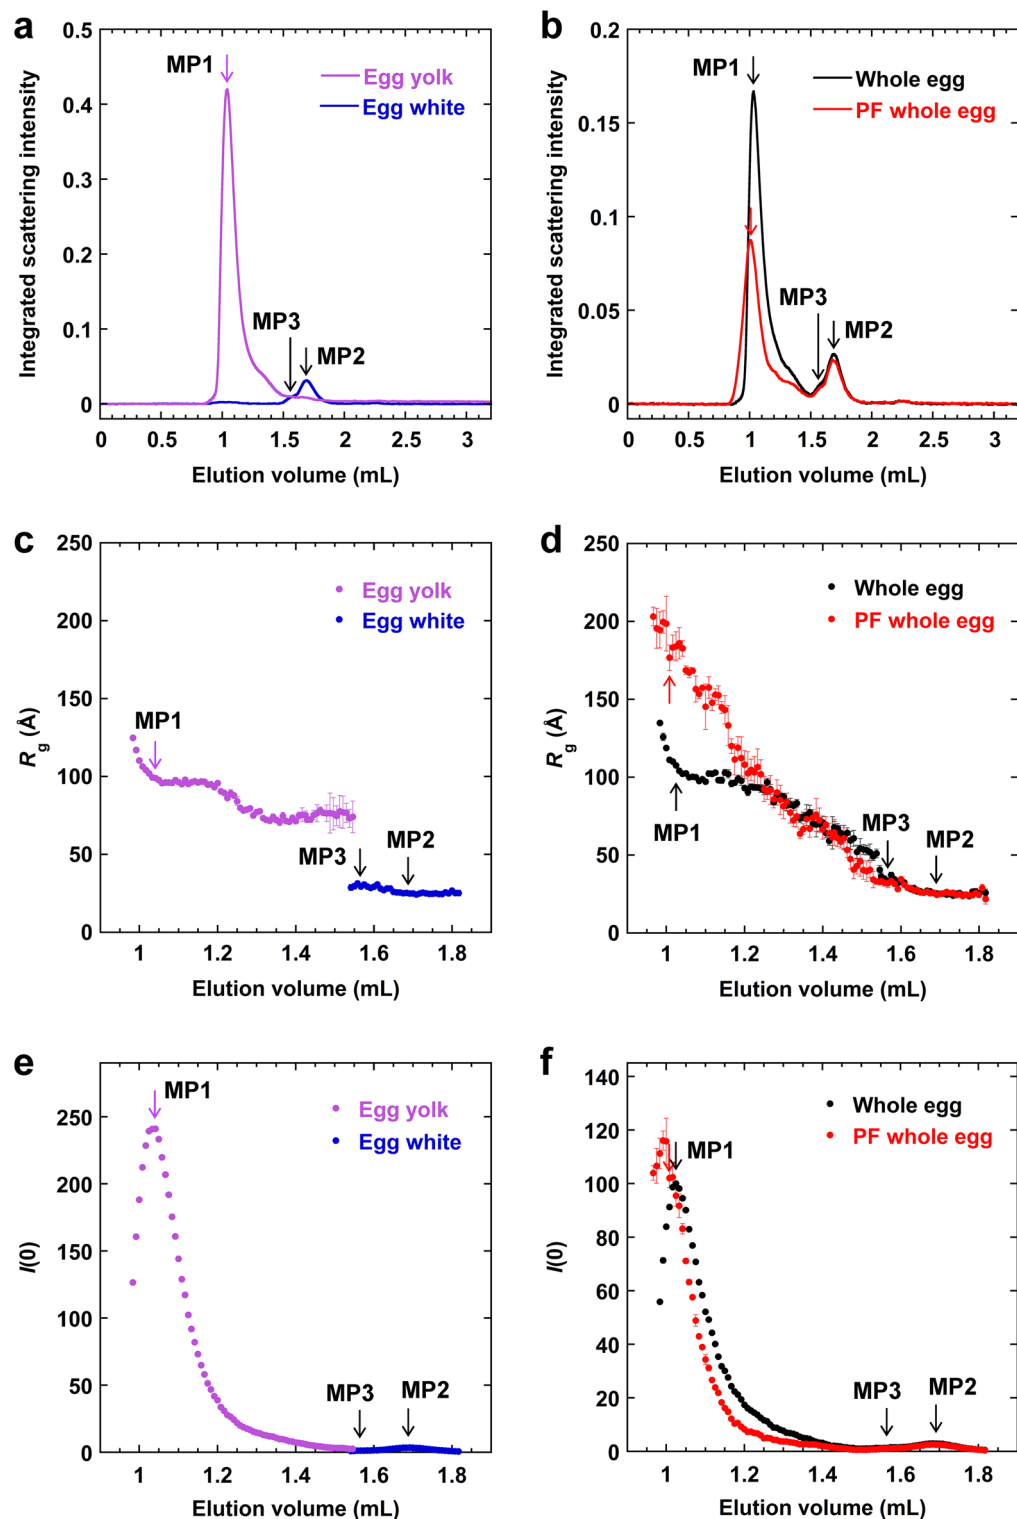 a
0.5
0.4
0.3
0.2
0.1
0
Integrated scattering intensity
MP1
MP3
MP2
Egg yolk
Egg white
0 0.5 1 1.5 2 2.5 3
Elution volume (mL)
b
0.2
0.15
0.1
0.05
0
Integrated scattering intensity
MP1
MP3
MP2
Whole egg
PF whole egg
0 0.5 1 1.5 2 2.5 3
Elution volume (mL)
c
250
200
150
100
50
0
Rg (Å)
Egg yolk
Egg white
MP1
MP3
MP2
1 1.2 1.4 1.6 1.8
Elution volume (mL)
d
250
200
150
100
50
0
Rg (Å)
Whole egg
PF whole egg
MP1
MP3
MP2
1 1.2 1.4 1.6 1.8
Elution volume (mL)
e
250
200
150
100
50
0
I(0)
MP1
Egg yolk
Egg white
MP3
MP2
1 1.2 1.4 1.6 1.8
Elution volume (mL)
f
140
120
100
80
60
40
20
0
I(0)
Whole egg
PF whole egg
MP1
MP3
MP2
1 1.2 1.4 1.6 1.8
Elution volume (mL)